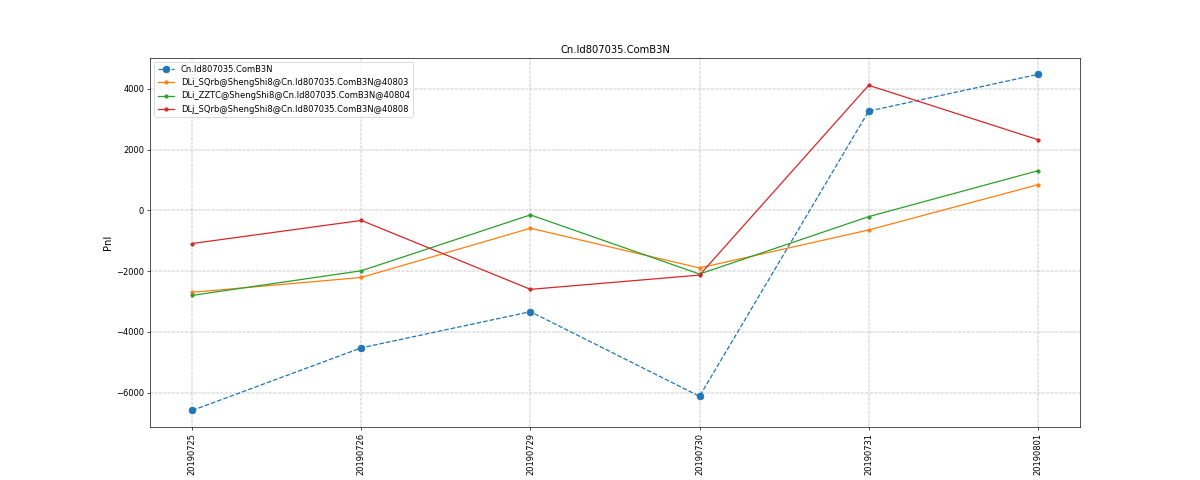 Cn.Id807035.ComB3N
Cn.Id807035.ComB3N
DLi_SQrb@ShengShi8@Cn.Id807035.ComB3N@40803
DLi_ZZTC@ShengShi8@Cn.Id807035.ComB3N@40804
DLj_SQrb@ShengShi8@Cn.Id807035.ComB3N@40808
4000
2000
0
−2000
−4000
−6000
Pnl
20190725
20190726
20190729
20190730
20190731
20190801